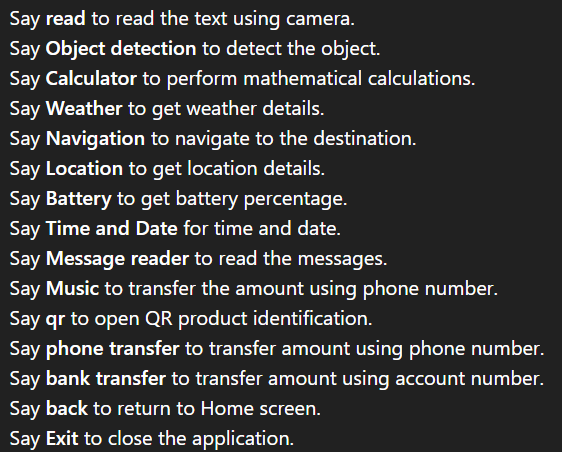 Say read to read the text using camera.
Say Object detection to detect the object.
Say Calculator to perform mathematical calculations.
Say Weather to get weather details.
Say Navigation to navigate to the destination.
Say Location to get location details.
Say Battery to get battery percentage.
Say Time and Date for time and date.
Say Message reader to read the messages.
Say Music to transfer the amount using phone number.
Say qr to open QR product identification.
Say phone transfer to transfer amount using phone number.
Say bank transfer to transfer amount using account number.
Say back to return to Home screen.
Say Exit to close the application.